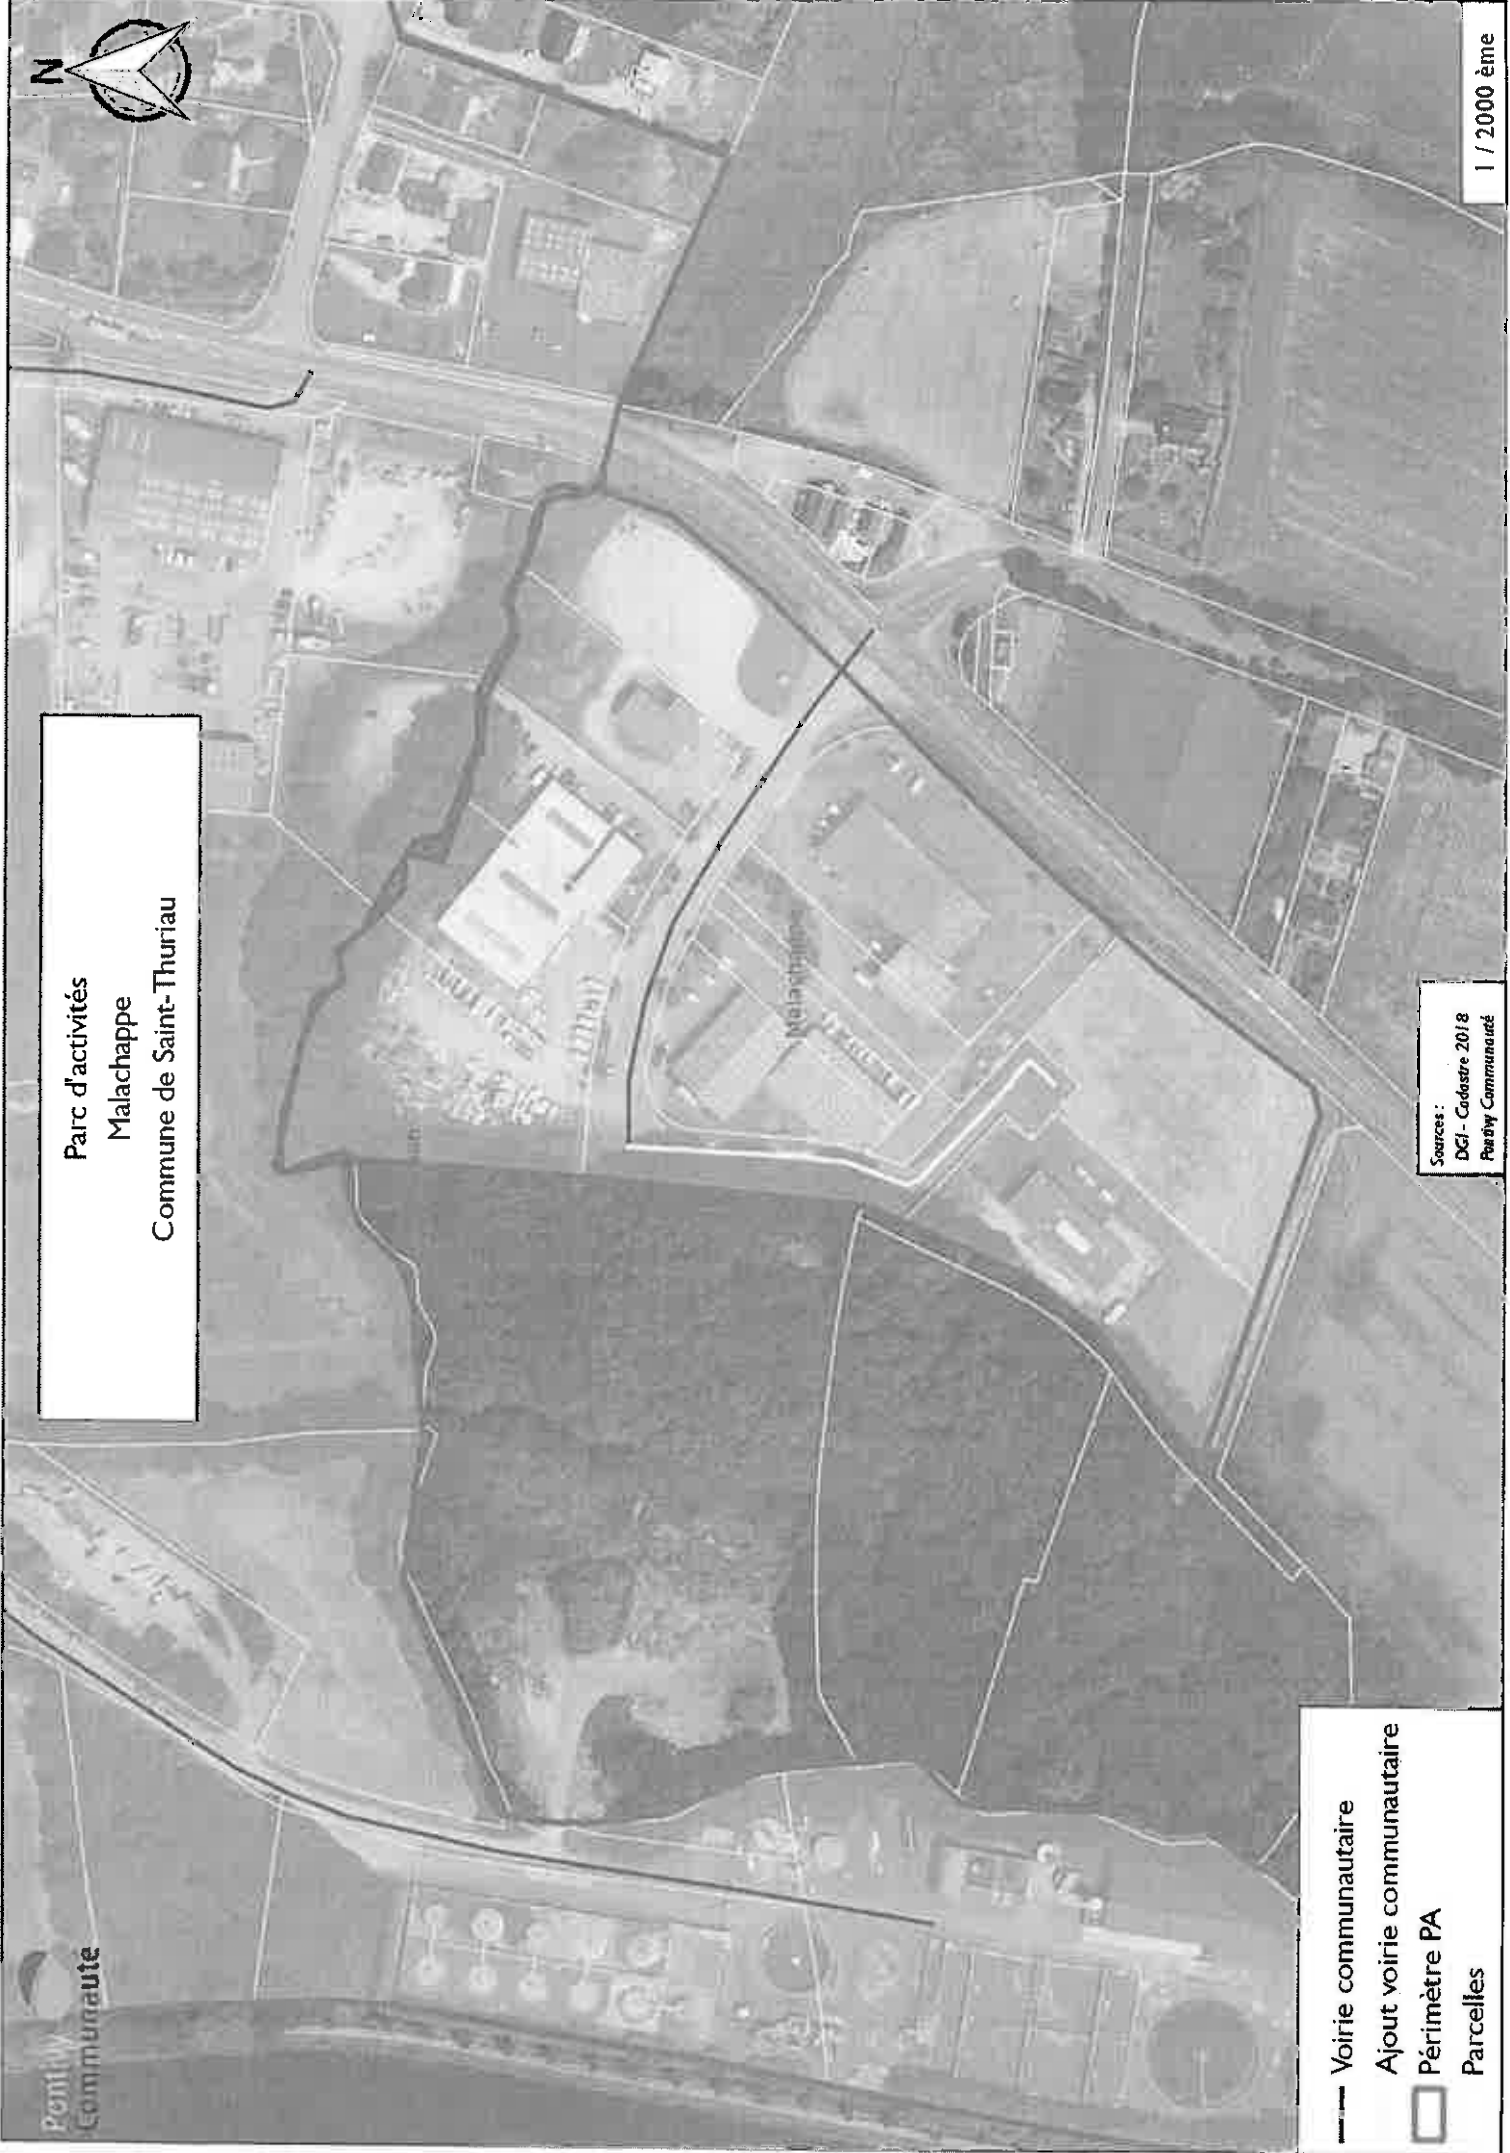 Pontivy
Communauté
Parc d'activités
Malachappe
Commune de Saint-Thuriau
N
Malachappe
Voirie communautaire
Ajout voirie communautaire
Périmètre PA
Parcelles
Sources :
DGI - Cadastre 2018
Pontivy Communauté
1 / 2000 ème